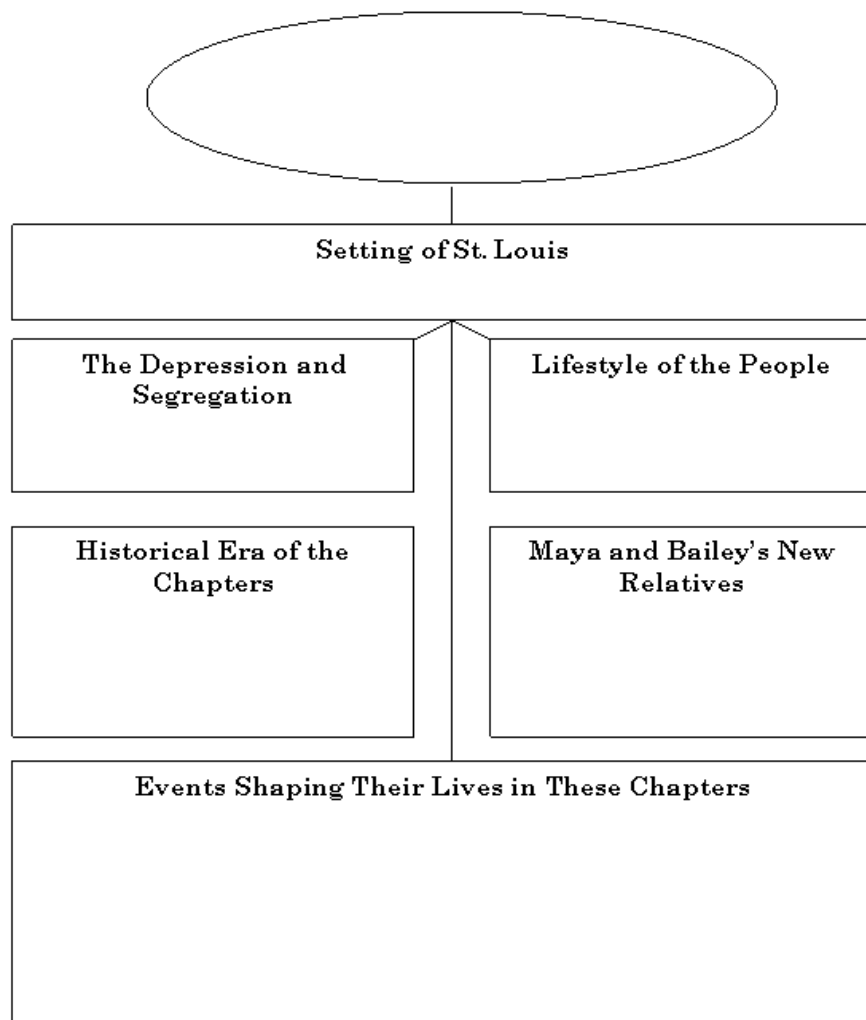 Setting of St. Louis
The Depression and
Segregation
Lifestyle of the People
Historical Era of the
Chapters
Maya and Bailey's New
Relatives
Events Shaping Their Lives in These Chapters